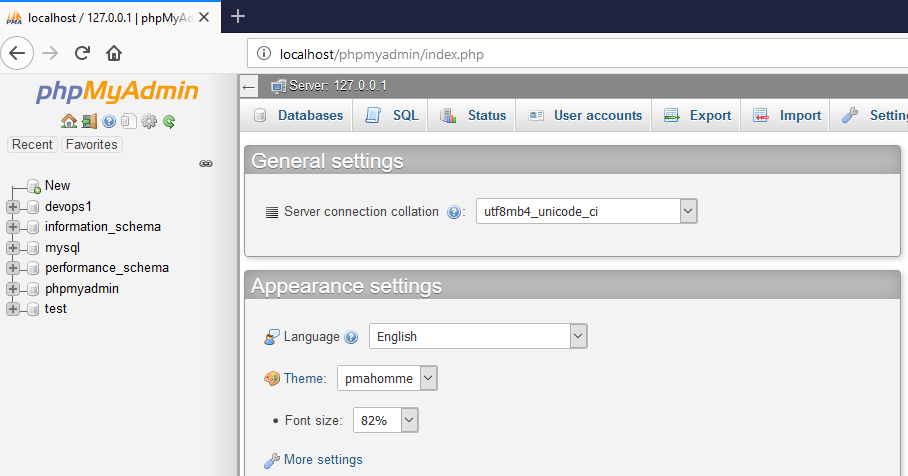 localhost / 127.0.0.1 | phpMyAd
localhost/phpmyadmin/index.php
phpMyAdmin
Recent Favorites
New
devops1
information_schema
mysql
performance_schema
phpmyadmin
test
Server: 127.0.0.1
Databases SQL Status User accounts Export Import Setting
General settings
Server connection collation : utf8mb4_unicode_ci
Appearance settings
Language English
Theme: pmahomme
• Font size: 82%
More settings